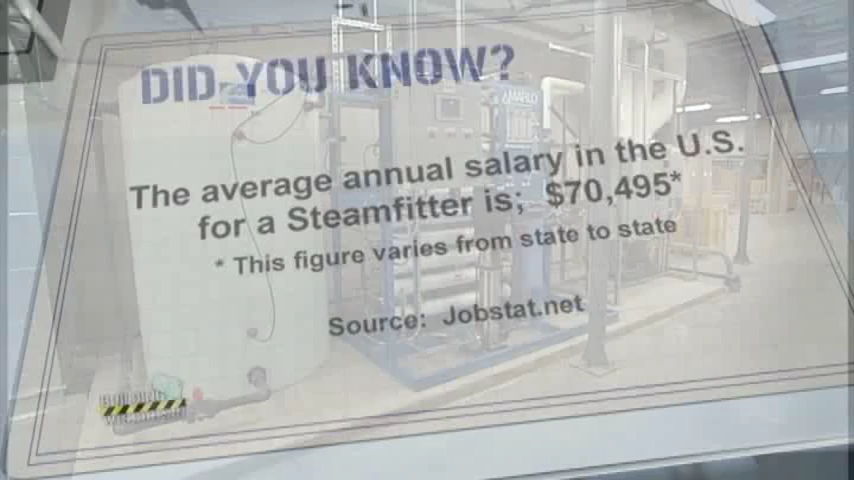 DID YOU KNOW?
The average annual salary in the U.S.
for a Steamfitter is; $70,495*
* This figure varies from state to state
Source: Jobstat.net
BUILDING